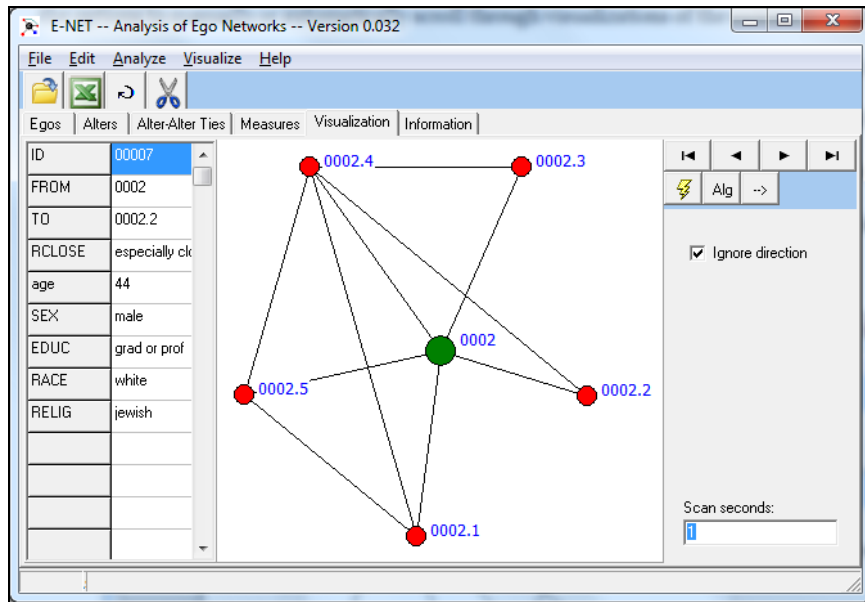 E-NET -- Analysis of Ego Networks -- Version 0.032
File Edit Analyze Visualize Help
Egos Alters Alter-Alter Ties Measures Visualization Information
ID 00007
FROM 0002
TO 0002.2
RCLOSE especially clo
age 44
SEX male
EDUC grad or prof
RACE white
RELIG jewish
0002.4
0002.3
0002
0002.5
0002.2
0002.1
Alg -->
Ignore direction
Scan seconds:
1